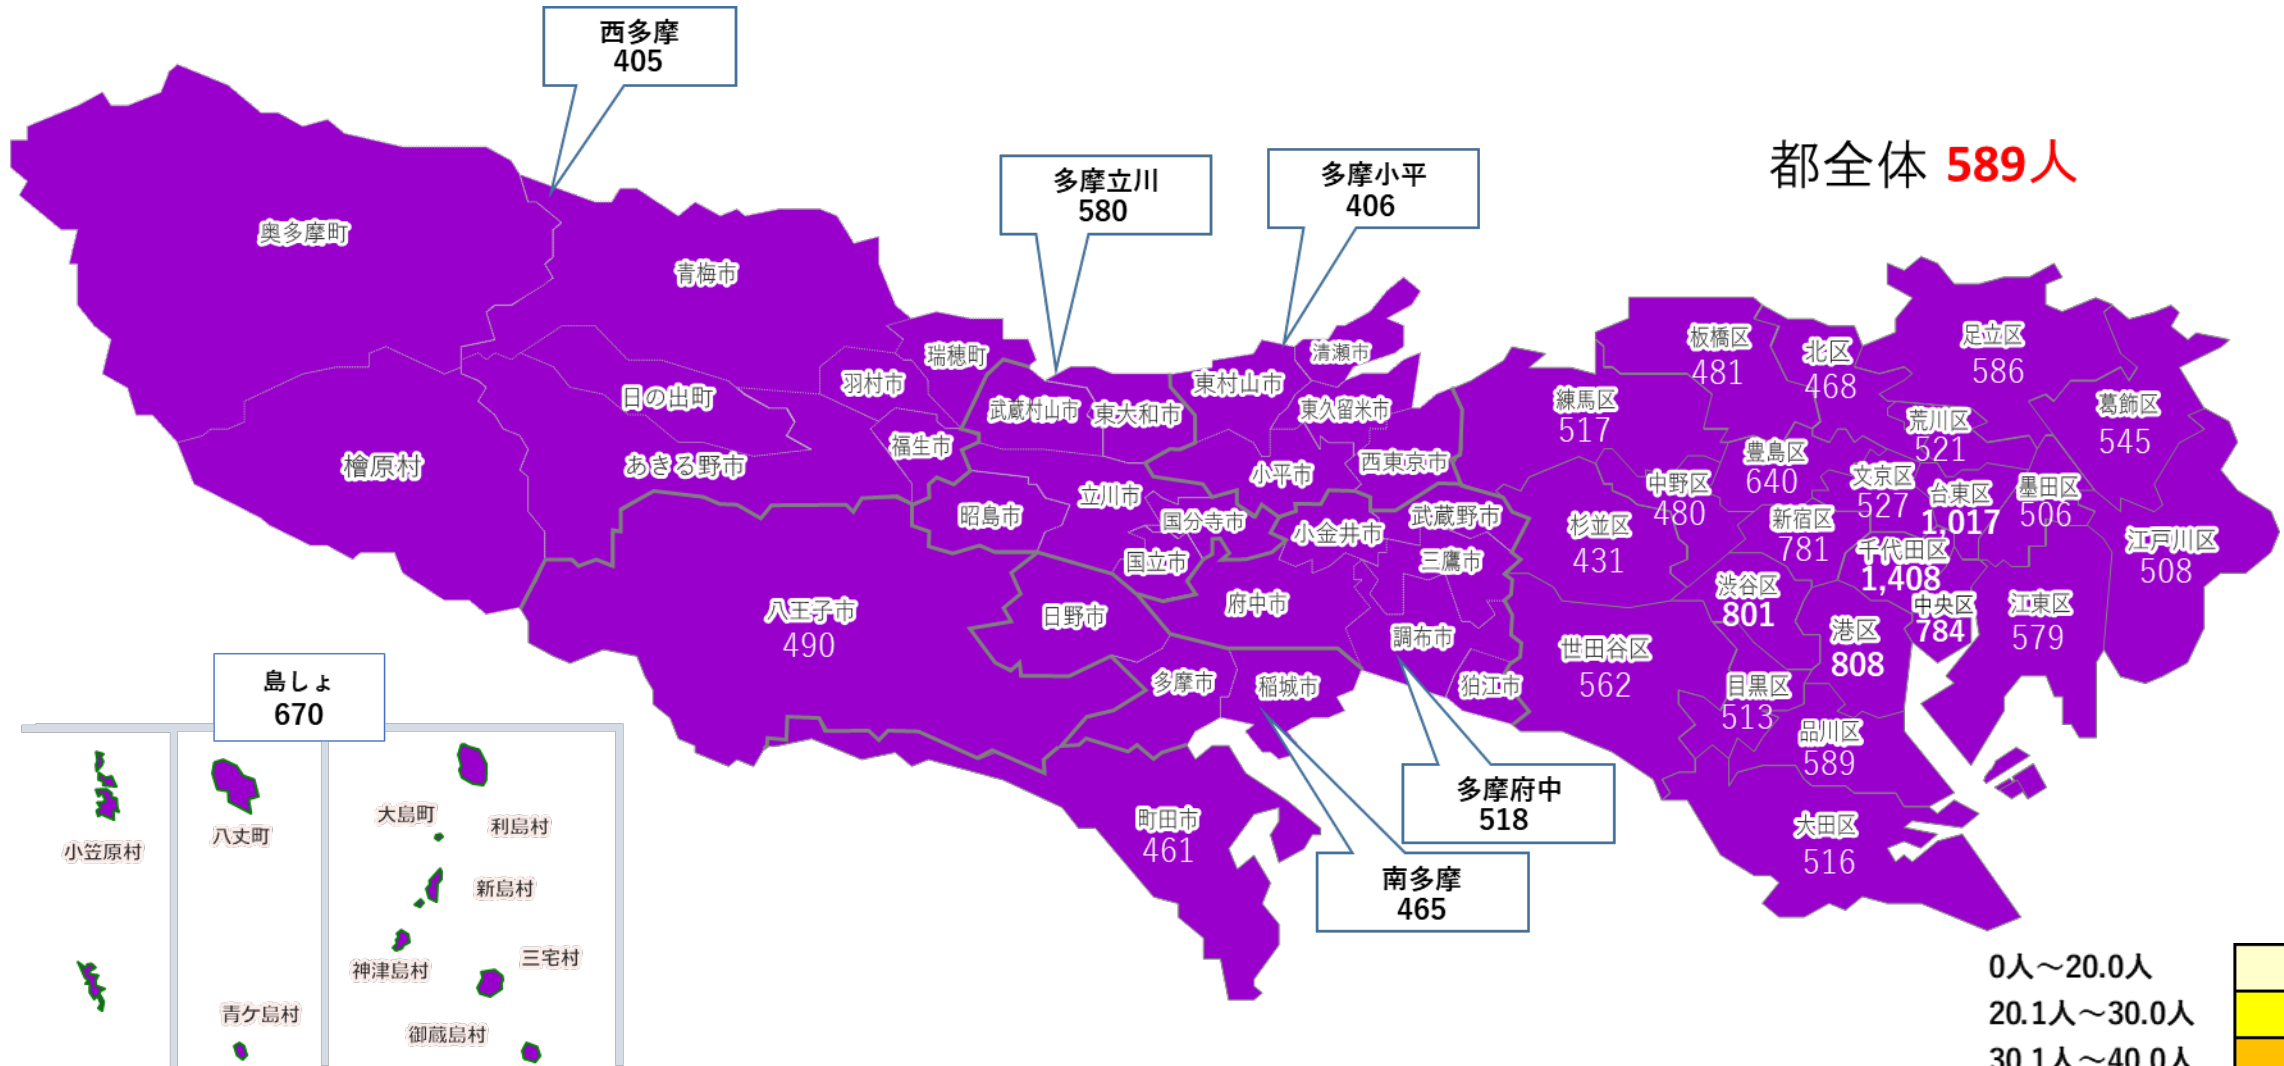 西多摩
405
多摩立川
580
多摩小平
406
都全体 589人
奥多摩町
青梅市
瑞穂町
羽村市
日の出町
福生市
あきる野市
檜原村
武蔵村山市
東大和市
東村山市
清瀬市
東久留米市
西東京市
小平市
立川市
昭島市
国分寺市
国立市
小金井市
武蔵野市
三鷹市
府中市
調布市
狛江市
日野市
八王子市
490
多摩市
稲城市
町田市
461
多摩府中
518
南多摩
465
板橋区
481
北区
468
足立区
586
葛飾区
545
練馬区
517
荒川区
521
豊島区
640
文京区
527
台東区
1,017
墨田区
506
中野区
480
杉並区
431
新宿区
781
千代田区
1,408
江戸川区
508
渋谷区
801
中央区
784
江東区
579
港区
808
世田谷区
562
目黒区
513
品川区
589
大田区
516
島しょ
670
小笠原村
八丈町
青ケ島村
大島町
利島村
新島村
神津島村
三宅村
御蔵島村
0人～20.0人
20.1人～30.0人
30.1人～40.0人